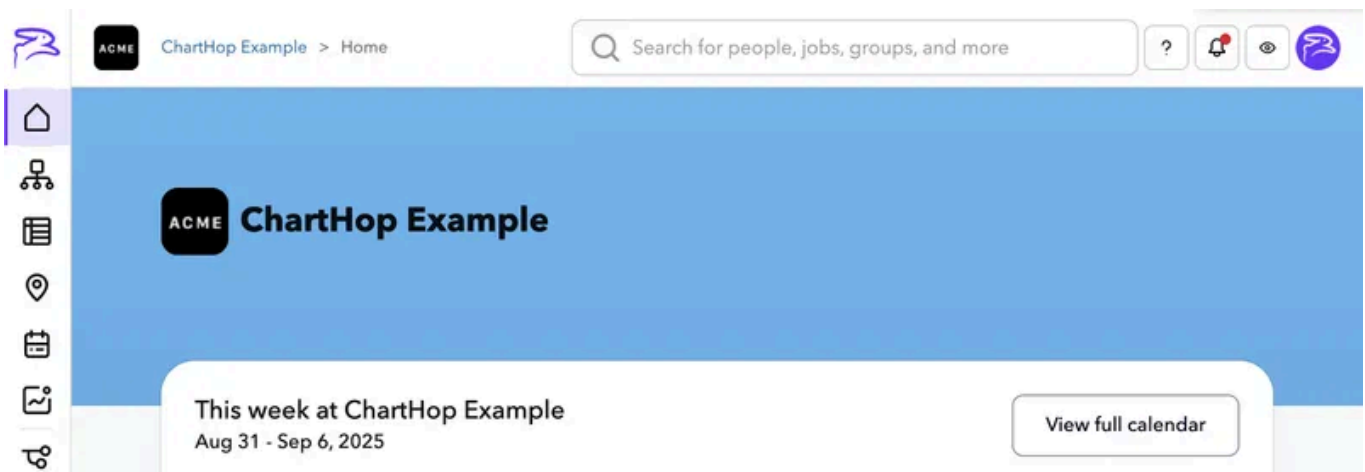 ACME
ChartHop Example > Home
Search for people, jobs, groups, and more
?
ACME
ChartHop Example
This week at ChartHop Example
Aug 31 - Sep 6, 2025
View full calendar